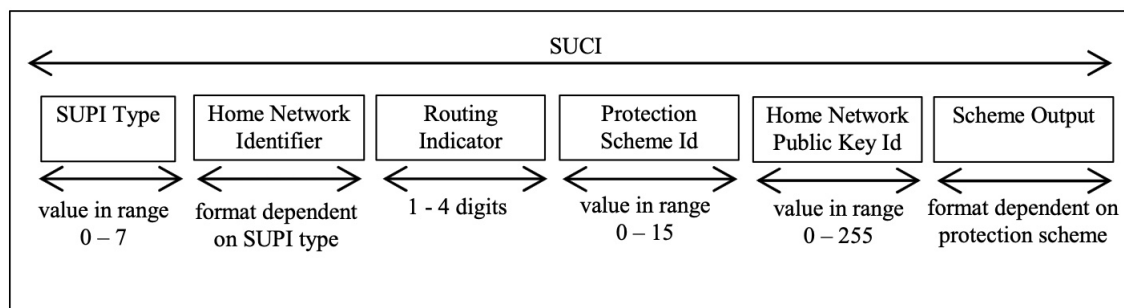 SUCI
SUPI Type
Home Network
Identifier
Routing
Indicator
Protection
Scheme Id
Home Network
Public Key Id
Scheme Output
value in range
0 – 7
format dependent
on SUPI type
1 - 4 digits
value in range
0 – 15
value in range
0 – 255
format dependent on
protection scheme